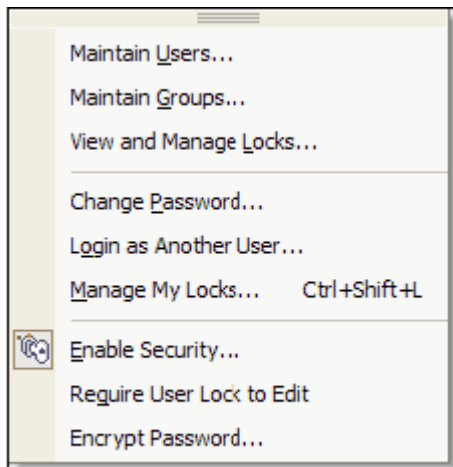 Maintain Users...
Maintain Groups...
View and Manage Locks...
Change Password...
Login as Another User...
Manage My Locks... Ctrl+Shift+L
Enable Security...
Require User Lock to Edit
Encrypt Password...